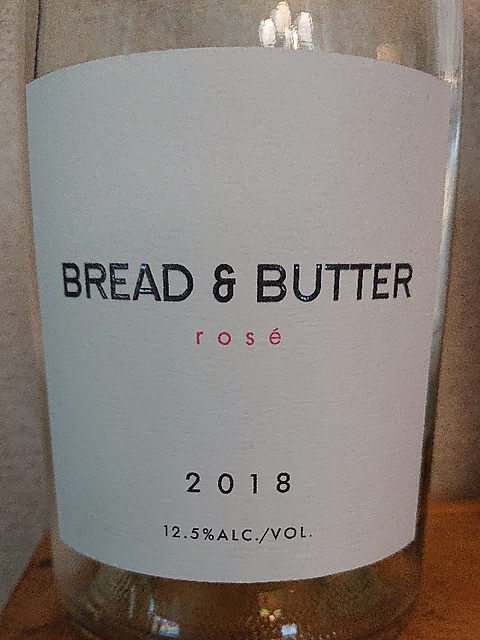 BREAD & BUTTER
rosé
2018
12.5%ALC./VOL.